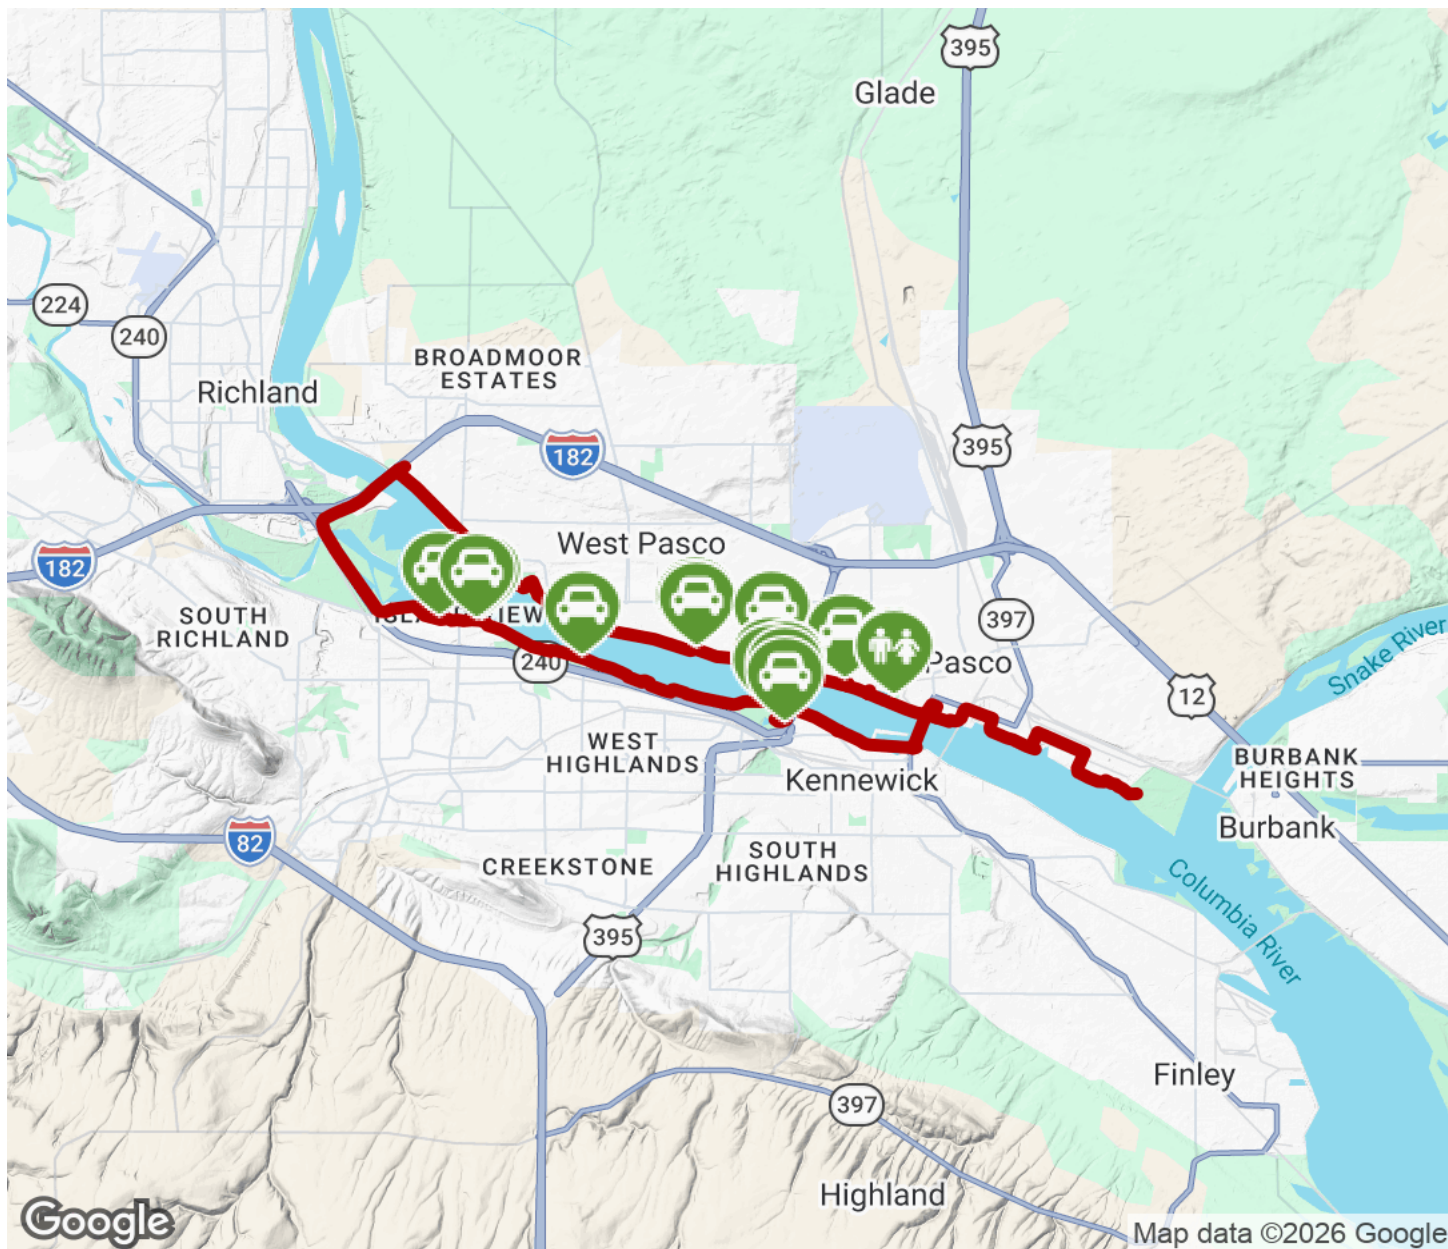 395
Glade
224
240
BROADMOOR
ESTATES
Richland
395
182
West Pasco
182
SOUTH
RICHLAND
397
Pasco
240
Snake River
12
WEST
HIGHLANDS
BURBANK
HEIGHTS
Kennewick
82
Burbank
CREEKSTONE
SOUTH
HIGHLANDS
Columbia River
395
Finley
397
Highland
Google
Map data ©2026 Google